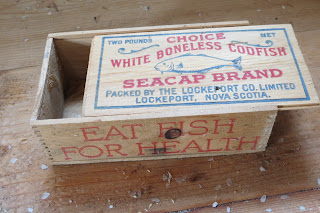 TWO POUNDS CHOICE NET
WHITE BONELESS CODFISH
SEACAP BRAND
PACKED BY THE LOCKEPORT CO. LIMITED
LOCKEPORT, NOVA SCOTIA.
EAT FISH
FOR HEALTH